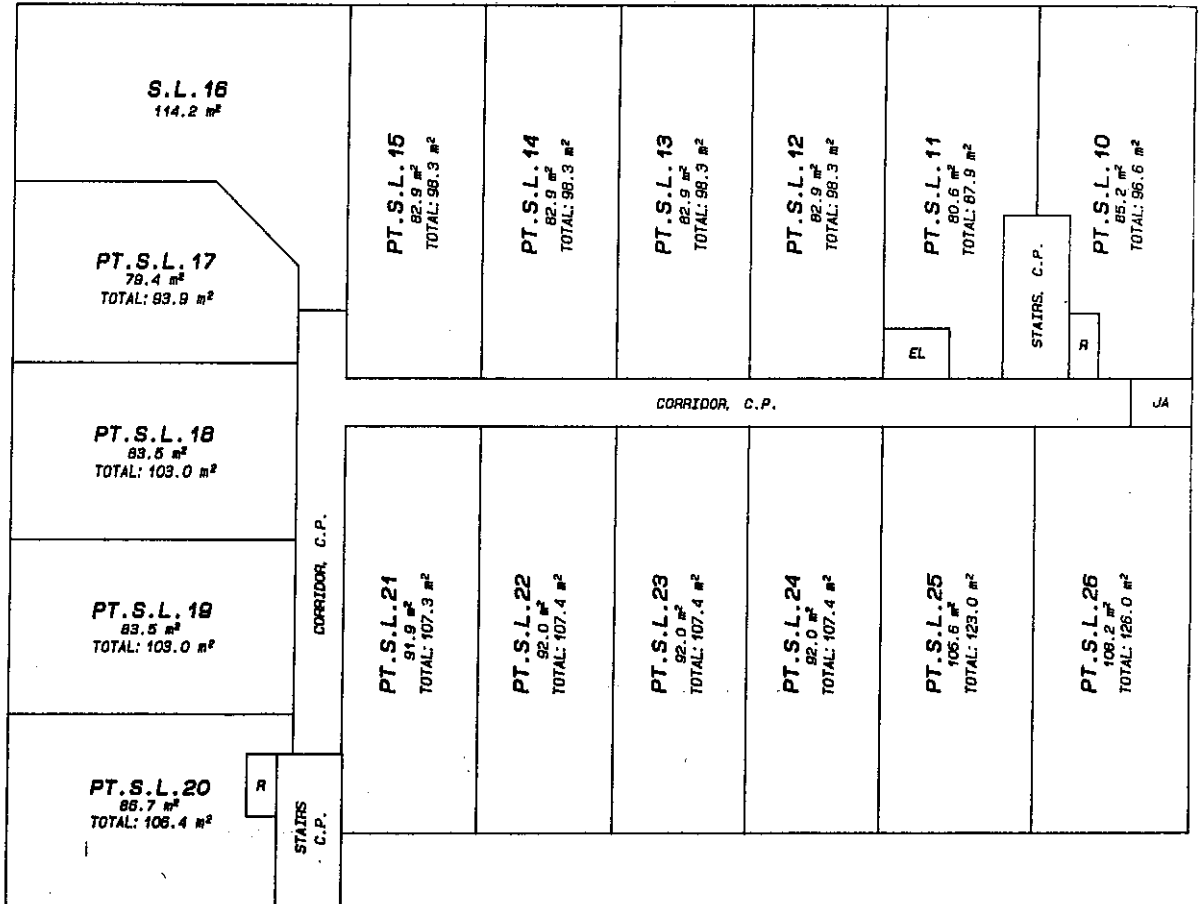 S.L.16
114.2 m²
PT.S.L.17
79.4 m²
TOTAL: 93.9 m²
PT.S.L.18
83.5 m²
TOTAL: 103.0 m²
PT.S.L.19
83.5 m²
TOTAL: 103.0 m²
PT.S.L.20
86.7 m²
TOTAL: 106.4 m²
R
STAIRS
C.P.
CORRIDOR, C.P.
PT.S.L.15
82.9 m²
TOTAL: 98.3 m²
PT.S.L.14
82.9 m²
TOTAL: 98.3 m²
PT.S.L.13
82.9 m²
TOTAL: 98.3 m²
PT.S.L.12
82.9 m²
TOTAL: 98.3 m²
PT.S.L.11
80.6 m²
TOTAL: 87.9 m²
PT.S.L.10
85.2 m²
TOTAL: 96.6 m²
EL
STAIRS, C.P.
R
CORRIDOR, C.P.
JA
PT.S.L.21
91.9 m²
TOTAL: 107.3 m²
PT.S.L.22
92.0 m²
TOTAL: 107.4 m²
PT.S.L.23
92.0 m²
TOTAL: 107.4 m²
PT.S.L.24
92.0 m²
TOTAL: 107.4 m²
PT.S.L.25
105.6 m²
TOTAL: 123.0 m²
PT.S.L.26
108.2 m²
TOTAL: 126.0 m²